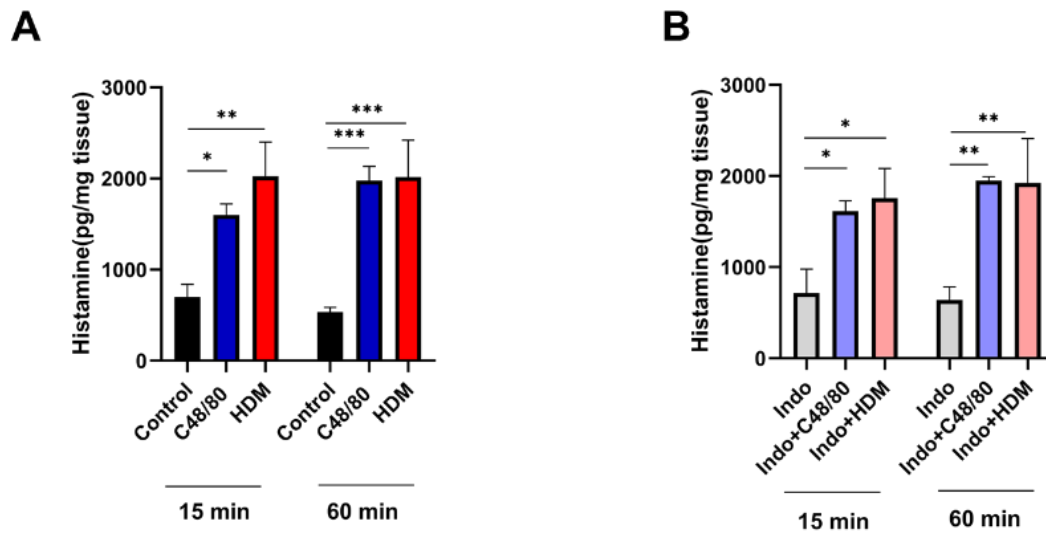 A
Histamine(pg/mg tissue)
3000
2000
1000
0
**
*
***
***
Control
C48/80
HDM
Control
C48/80
HDM
15 min
60 min
B
Histamine(pg/mg tissue)
3000
2000
1000
0
*
*
**
**
Indo
Indo+C48/80
Indo+HDM
Indo
Indo+C48/80
Indo+HDM
15 min
60 min